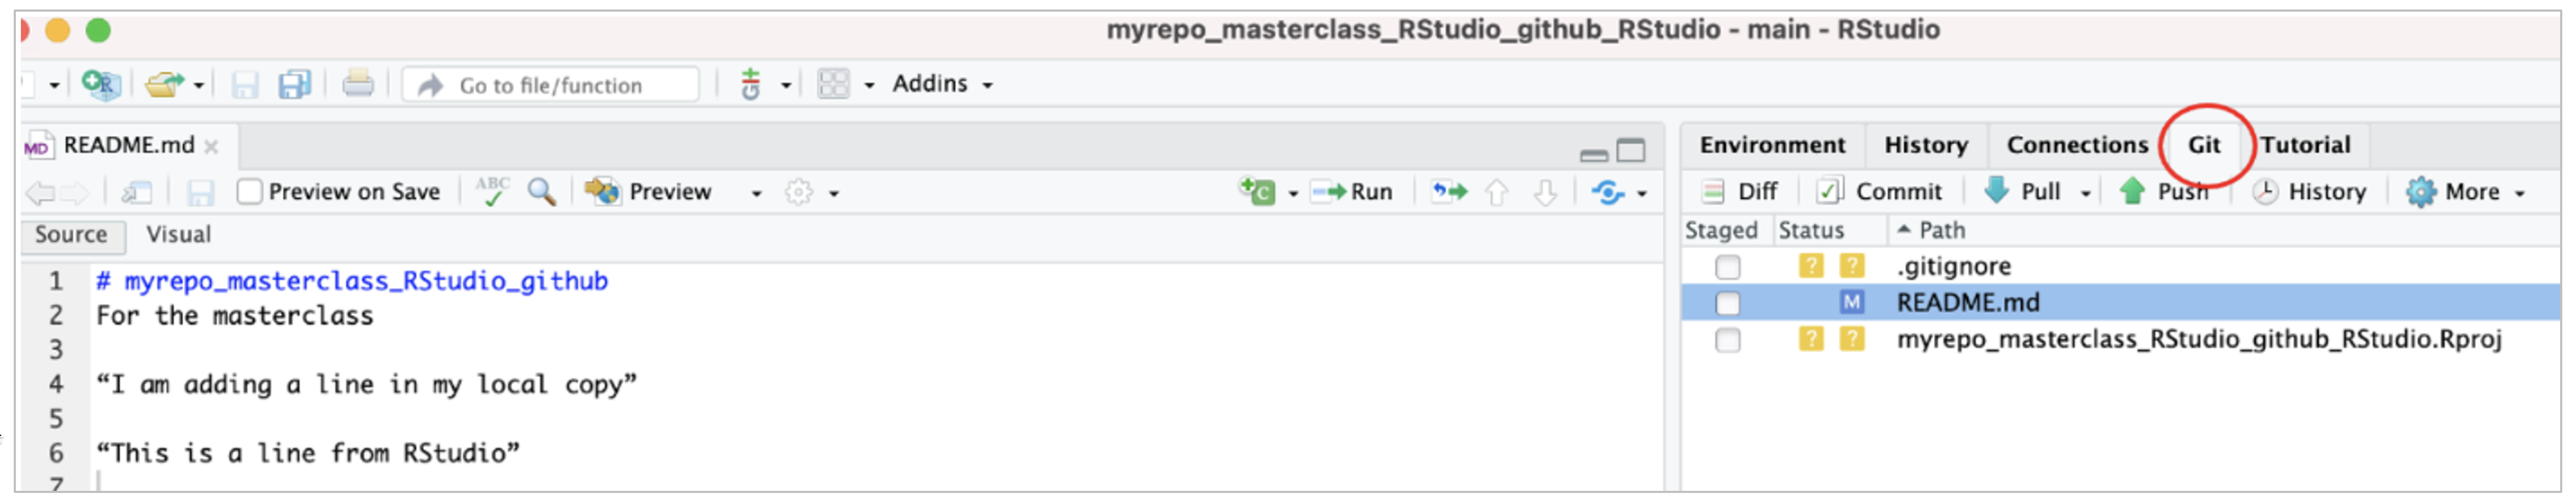 myrepo_masterclass_RStudio_github_RStudio - main - RStudio
Go to file/function
Git
Addins
MD README.md
Preview on Save
ABC
Preview
C
Run
Source
Visual
1 # myrepo_masterclass_RStudio_github
2 For the masterclass
3
4 “I am adding a line in my local copy”
5
6 “This is a line from RStudio”
7
Environment
History
Connections
Git
Tutorial
Diff
Commit
Pull
Push
History
More
Staged Status Path
? ? .gitignore
M README.md
? ? myrepo_masterclass_RStudio_github_RStudio.Rproj